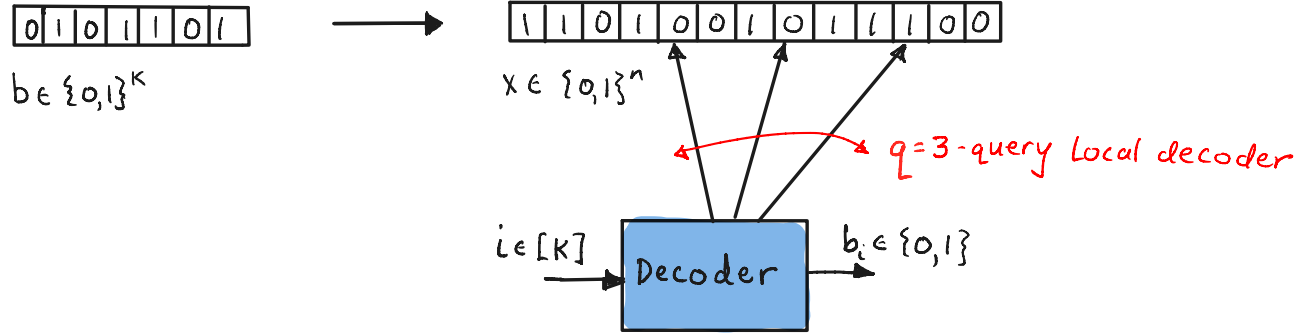 0 1 0 1 1 0 1
1 1 0 1 0 0 1 0 1 1 1 0 0
b ∈ {0,1}^K
x ∈ {0,1}^n
q=3-query Local decoder
i ∈ [K]
Decoder
b_i ∈ {0,1}